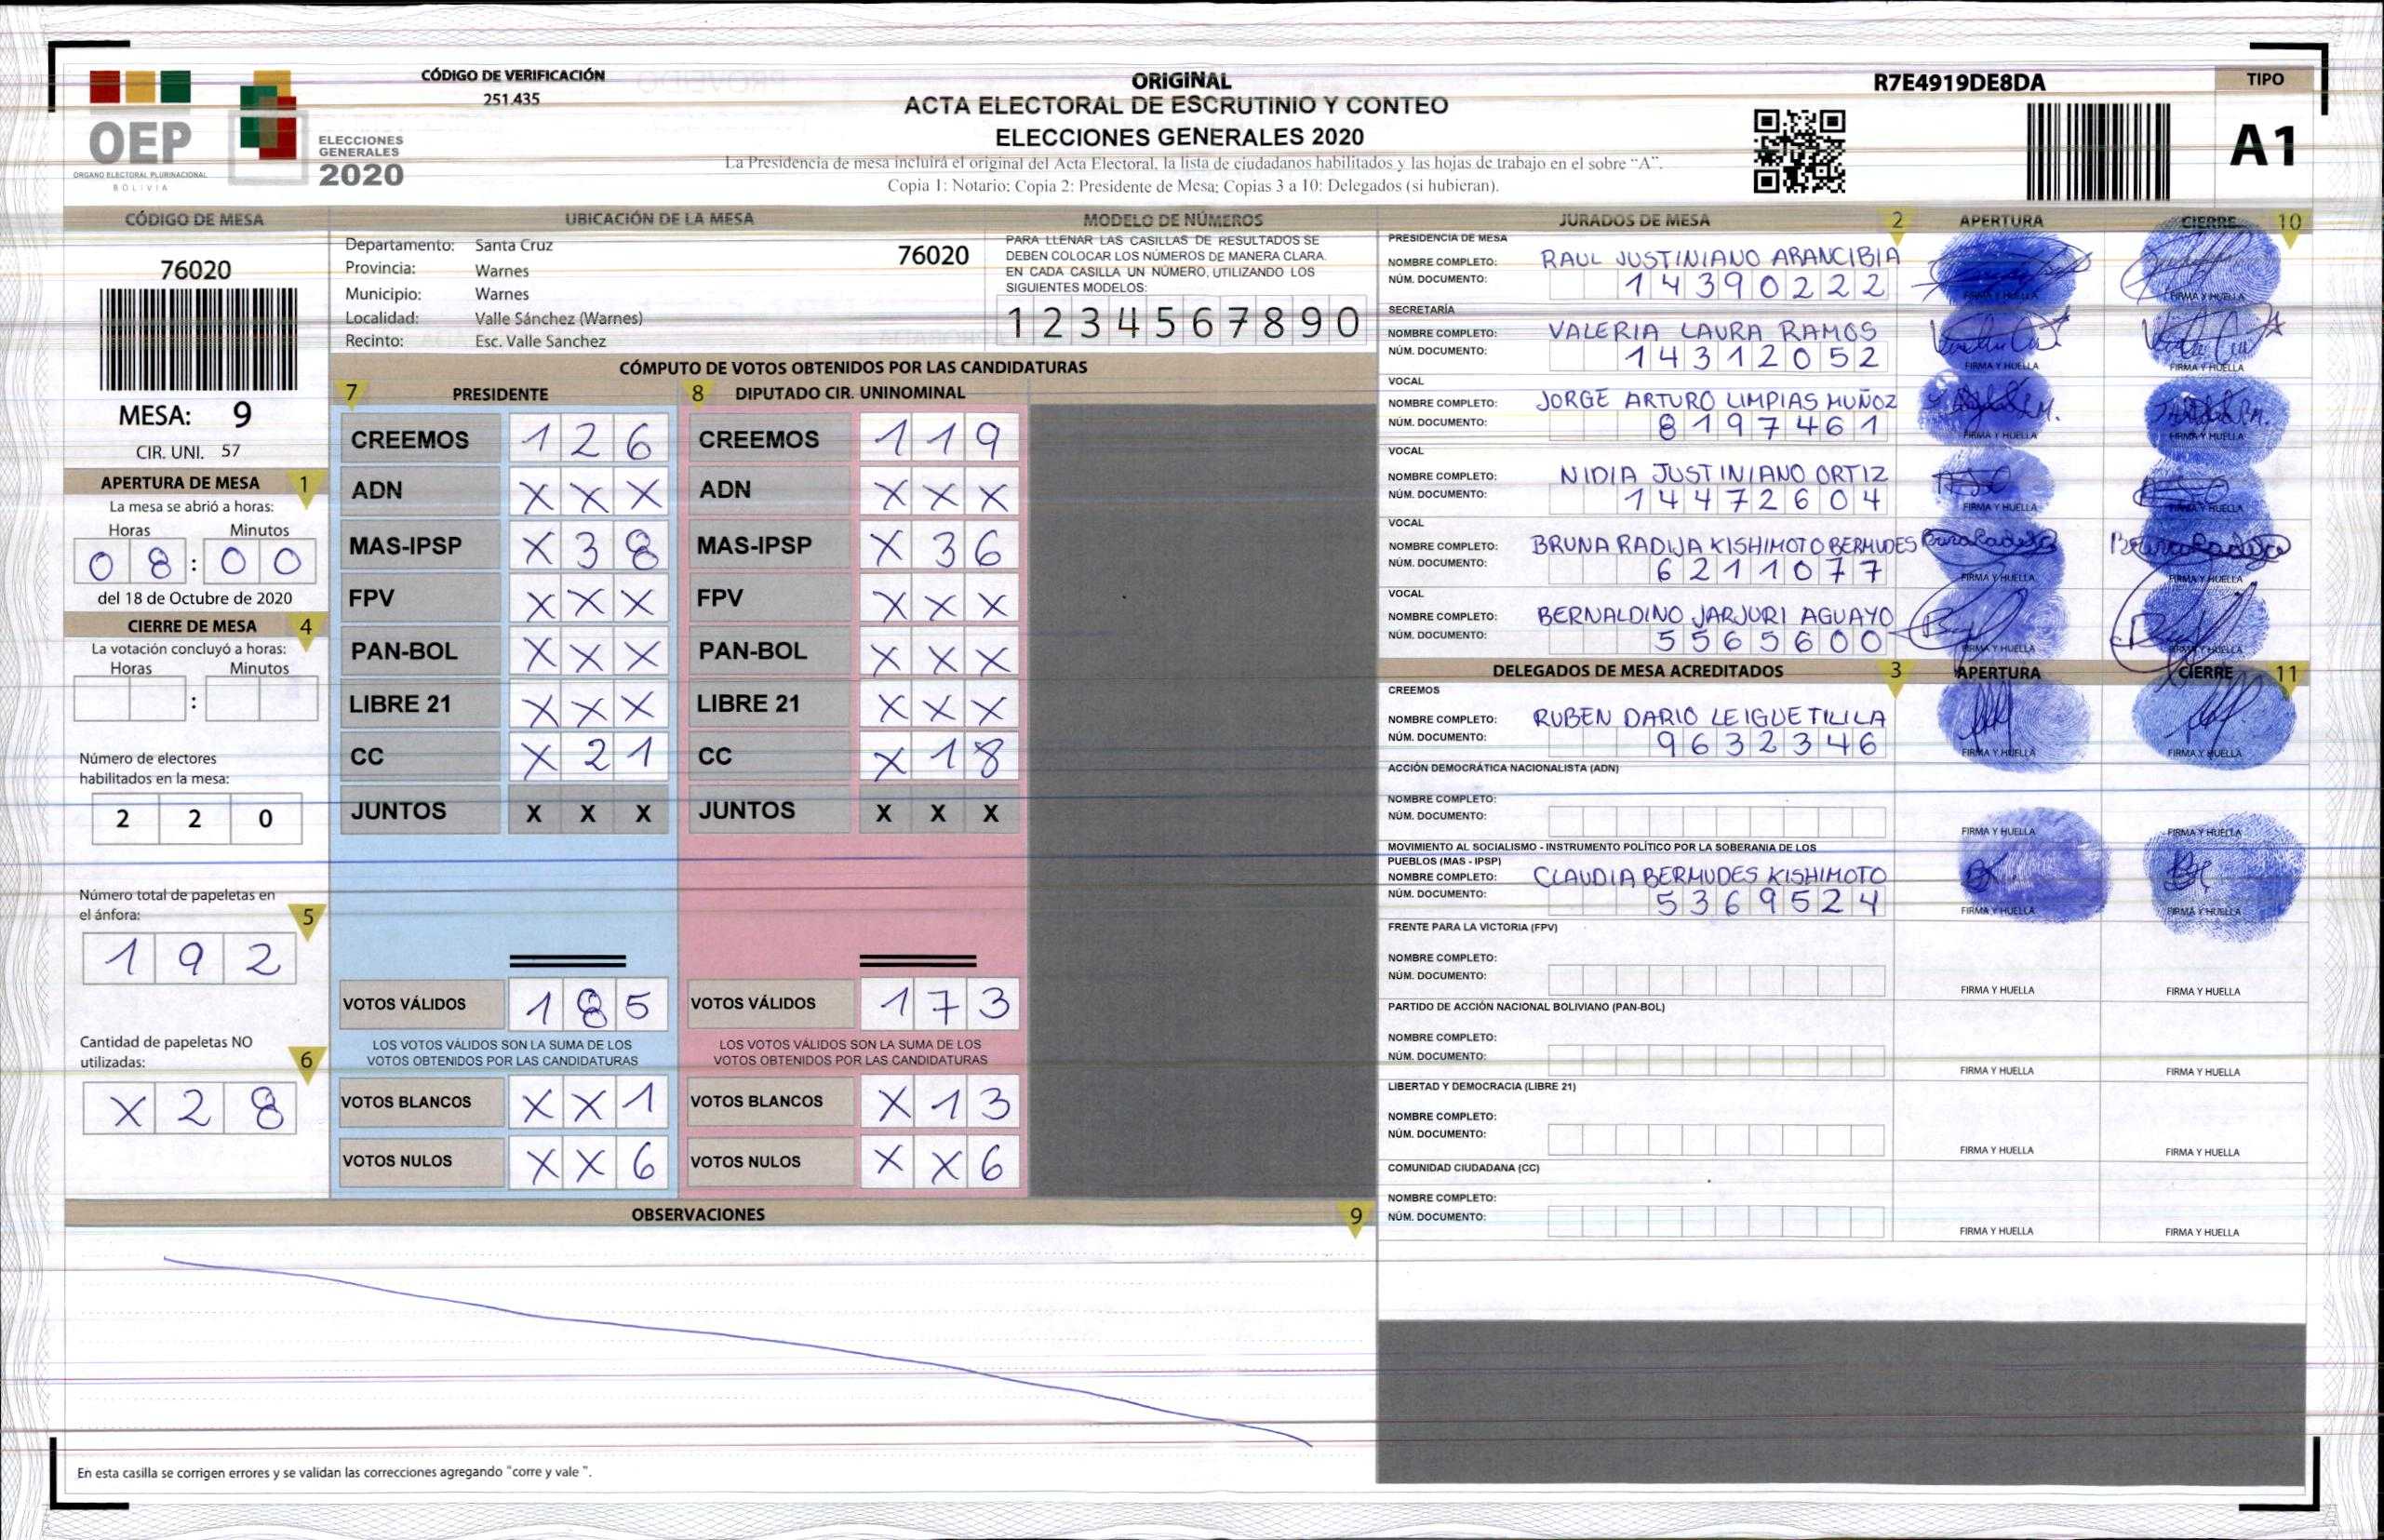 OEP
ORGANO ELECTORAL PLURINACIONAL
BOLIVIA
ELECCIONES
GENERALES
2020
CÓDIGO DE VERIFICACIÓN
251.435
ORIGINAL
ACTA ELECTORAL DE ESCRUTINIO Y CONTEO
ELECCIONES GENERALES 2020
La Presidencia de mesa incluirá el original del Acta Electoral, la lista de ciudadanos habilitados y las hojas de trabajo en el sobre “A”.
Copia 1: Notario; Copia 2: Presidente de Mesa; Copias 3 a 10: Delegados (si hubieran).
R7E4919DE8DA
TIPO
A1
CÓDIGO DE MESA
76020
MESA: 9
CIR. UNI. 57
APERTURA DE MESA 1
La mesa se abrió a horas:
Horas Minutos
0 8 : 0 0
del 18 de Octubre de 2020
CIERRE DE MESA 4
La votación concluyó a horas:
Horas Minutos
:
Número de electores
habilitados en la mesa:
2 2 0
Número total de papeletas en
el ánfora: 5
1 9 2
Cantidad de papeletas NO
utilizadas: 6
X 2 8
UBICACIÓN DE LA MESA
Departamento: Santa Cruz 76020
Provincia: Warnes
Municipio: Warnes
Localidad: Valle Sánchez (Warnes)
Recinto: Esc. Valle Sanchez
MODELO DE NÚMEROS
PARA LLENAR LAS CASILLAS DE RESULTADOS SE
DEBEN COLOCAR LOS NÚMEROS DE MANERA CLARA.
EN CADA CASILLA UN NÚMERO, UTILIZANDO LOS
SIGUIENTES MODELOS:
1 2 3 4 5 6 7 8 9 0
CÓMPUTO DE VOTOS OBTENIDOS POR LAS CANDIDATURAS
7 PRESIDENTE 8 DIPUTADO CIR. UNINOMINAL
CREEMOS 1 2 6 CREEMOS 1 1 9
ADN X X X ADN X X X
MAS-IPSP X 3 8 MAS-IPSP X 3 6
FPV X X X FPV X X X
PAN-BOL X X X PAN-BOL X X X
LIBRE 21 X X X LIBRE 21 X X X
CC X 2 1 CC X 1 8
JUNTOS X X X JUNTOS X X X
VOTOS VÁLIDOS 1 8 5 VOTOS VÁLIDOS 1 7 3
LOS VOTOS VÁLIDOS SON LA SUMA DE LOS LOS VOTOS VÁLIDOS SON LA SUMA DE LOS
VOTOS OBTENIDOS POR LAS CANDIDATURAS VOTOS OBTENIDOS POR LAS CANDIDATURAS
VOTOS BLANCOS X X 1 VOTOS BLANCOS X 1 3
VOTOS NULOS X X 6 VOTOS NULOS X X 6
OBSERVACIONES 9
En esta casilla se corrigen errores y se validan las correcciones agregando "corre y vale ".
JURADOS DE MESA 2 APERTURA CIERRE 10
PRESIDENCIA DE MESA
NOMBRE COMPLETO: RAUL JUSTINIANO ARANCIBIA
NÚM. DOCUMENTO: 14390222
FIRMA Y HUELLA FIRMA Y HUELLA
SECRETARÍA
NOMBRE COMPLETO: VALERIA LAURA RAMOS
NÚM. DOCUMENTO: 14312052
FIRMA Y HUELLA FIRMA Y HUELLA
VOCAL
NOMBRE COMPLETO: JORGE ARTURO LIMPIAS MUÑOZ
NÚM. DOCUMENTO: 8197461
FIRMA Y HUELLA FIRMA Y HUELLA
VOCAL
NOMBRE COMPLETO: NIDIA JUSTINIANO ORTIZ
NÚM. DOCUMENTO: 14472604
FIRMA Y HUELLA FIRMA Y HUELLA
VOCAL
NOMBRE COMPLETO: BRUNA RADIJA KISHIMOTO BERMUDES
NÚM. DOCUMENTO: 6211077
FIRMA Y HUELLA FIRMA Y HUELLA
VOCAL
NOMBRE COMPLETO: BERNALDINO JARJURI AGUAYO
NÚM. DOCUMENTO: 5565600
FIRMA Y HUELLA FIRMA Y HUELLA
DELEGADOS DE MESA ACREDITADOS 3 APERTURA CIERRE 11
CREEMOS
NOMBRE COMPLETO: RUBEN DARIO LEIGUE TILILA
NÚM. DOCUMENTO: 9632346
FIRMA Y HUELLA FIRMA Y HUELLA
ACCIÓN DEMOCRÁTICA NACIONALISTA (ADN)
NOMBRE COMPLETO:
NÚM. DOCUMENTO:
FIRMA Y HUELLA FIRMA Y HUELLA
MOVIMIENTO AL SOCIALISMO - INSTRUMENTO POLÍTICO POR LA SOBERANIA DE LOS
PUEBLOS (MAS - IPSP)
NOMBRE COMPLETO: CLAUDIA BERMUDES KISHIMOTO
NÚM. DOCUMENTO: 5369524
FIRMA Y HUELLA FIRMA Y HUELLA
FRENTE PARA LA VICTORIA (FPV)
NOMBRE COMPLETO:
NÚM. DOCUMENTO:
FIRMA Y HUELLA FIRMA Y HUELLA
PARTIDO DE ACCIÓN NACIONAL BOLIVIANO (PAN-BOL)
NOMBRE COMPLETO:
NÚM. DOCUMENTO:
FIRMA Y HUELLA FIRMA Y HUELLA
LIBERTAD Y DEMOCRACIA (LIBRE 21)
NOMBRE COMPLETO:
NÚM. DOCUMENTO:
FIRMA Y HUELLA FIRMA Y HUELLA
COMUNIDAD CIUDADANA (CC)
NOMBRE COMPLETO:
NÚM. DOCUMENTO:
FIRMA Y HUELLA FIRMA Y HUELLA